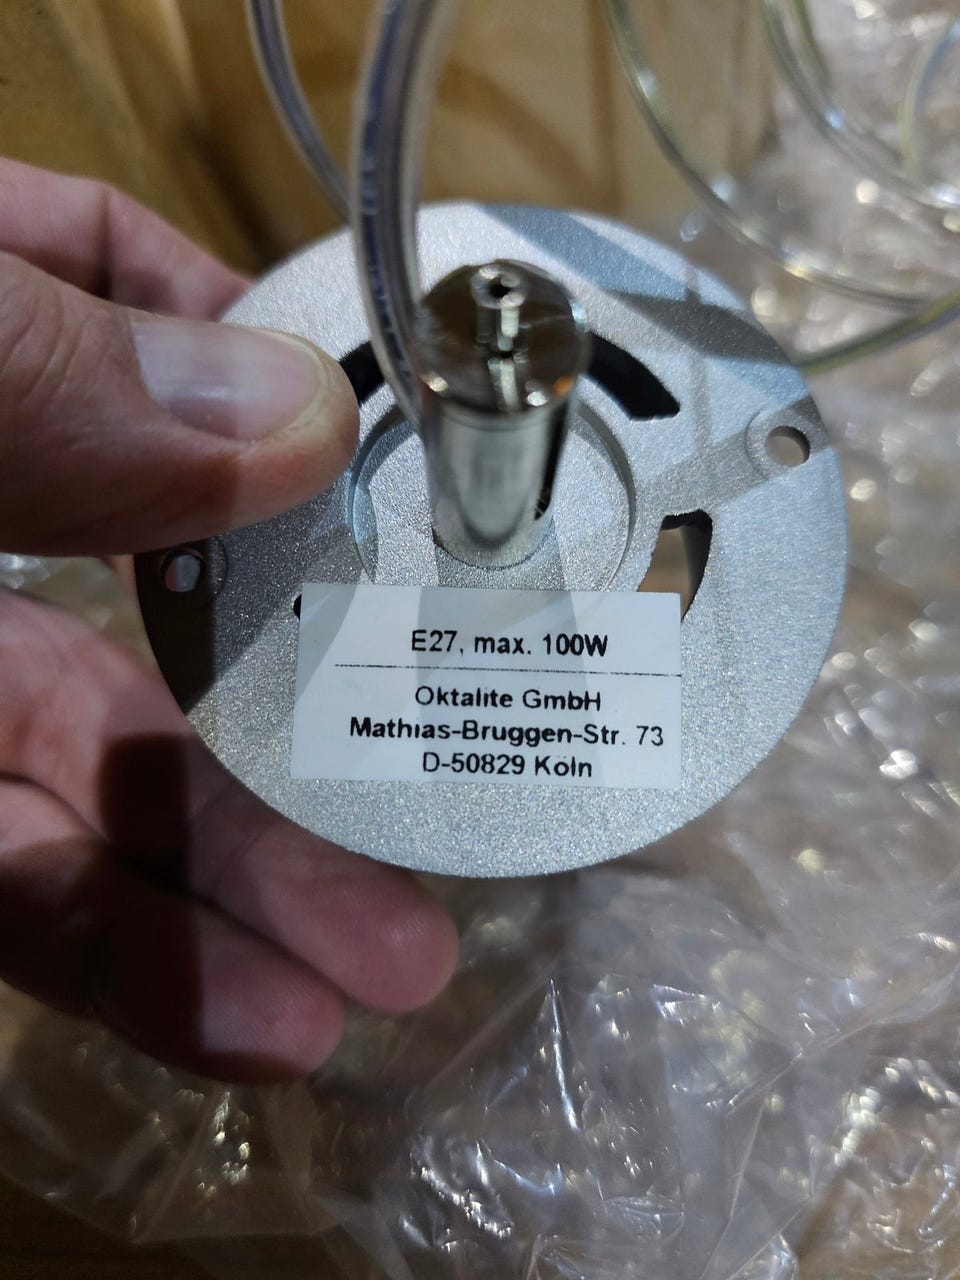 E27, max. 100W
Oktalite GmbH
Mathias-Bruggen-Str. 73
D-50829 Koln